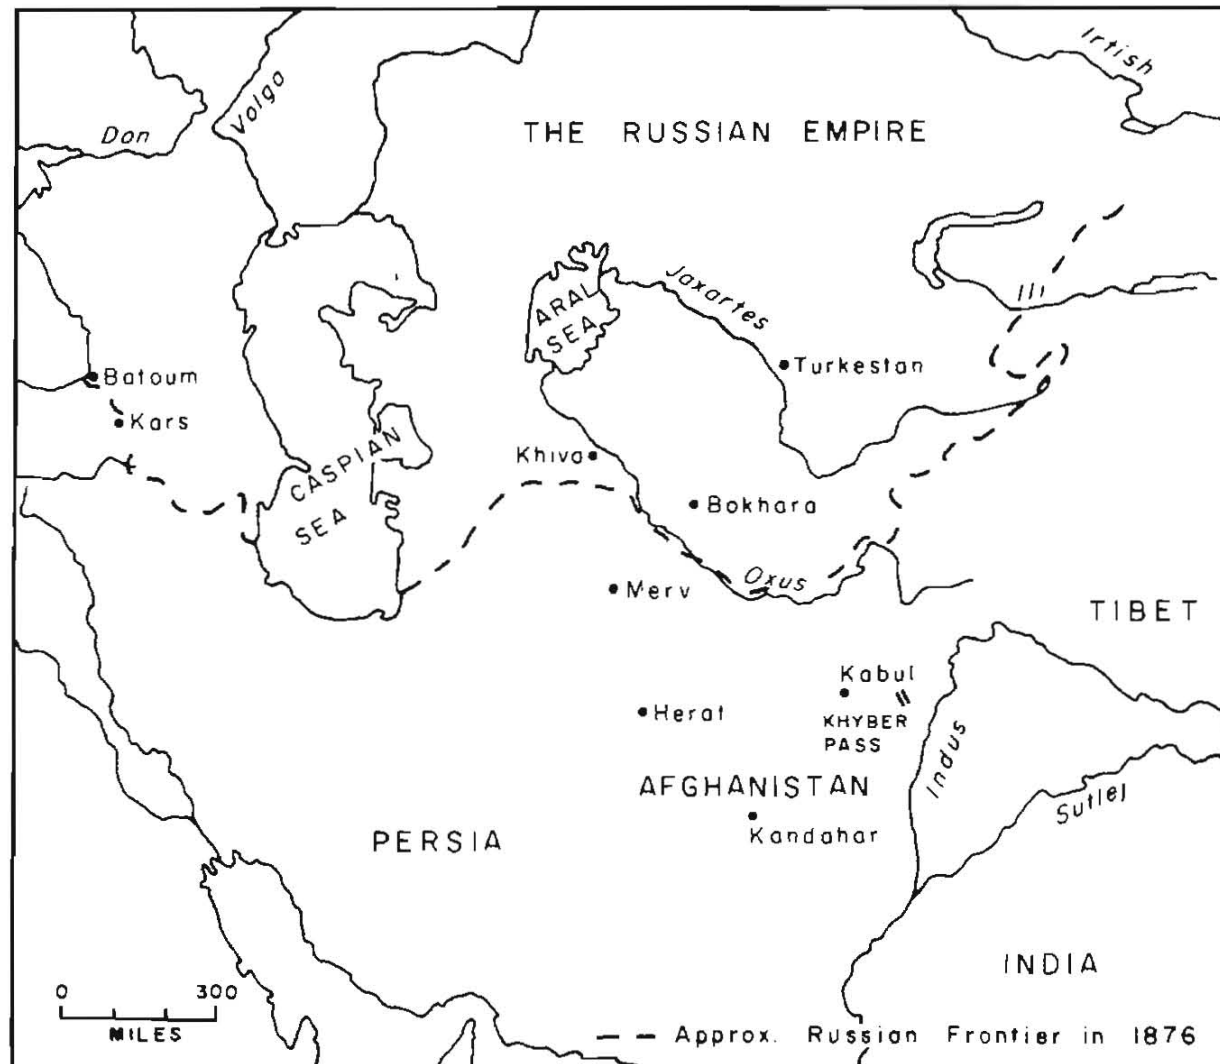 Irtish
Volga
Don
THE RUSSIAN EMPIRE
Jaxartes
ARAL
SEA
Ili
Turkestan
Batoum
Kars
Khiva
CASPIAN
SEA
Bokhara
Oxus
Merv
TIBET
Kabul
Herat
KHYBER
PASS
Indus
AFGHANISTAN
Sutlej
Kandahar
PERSIA
INDIA
0 300
MILES
Approx. Russian Frontier in 1876